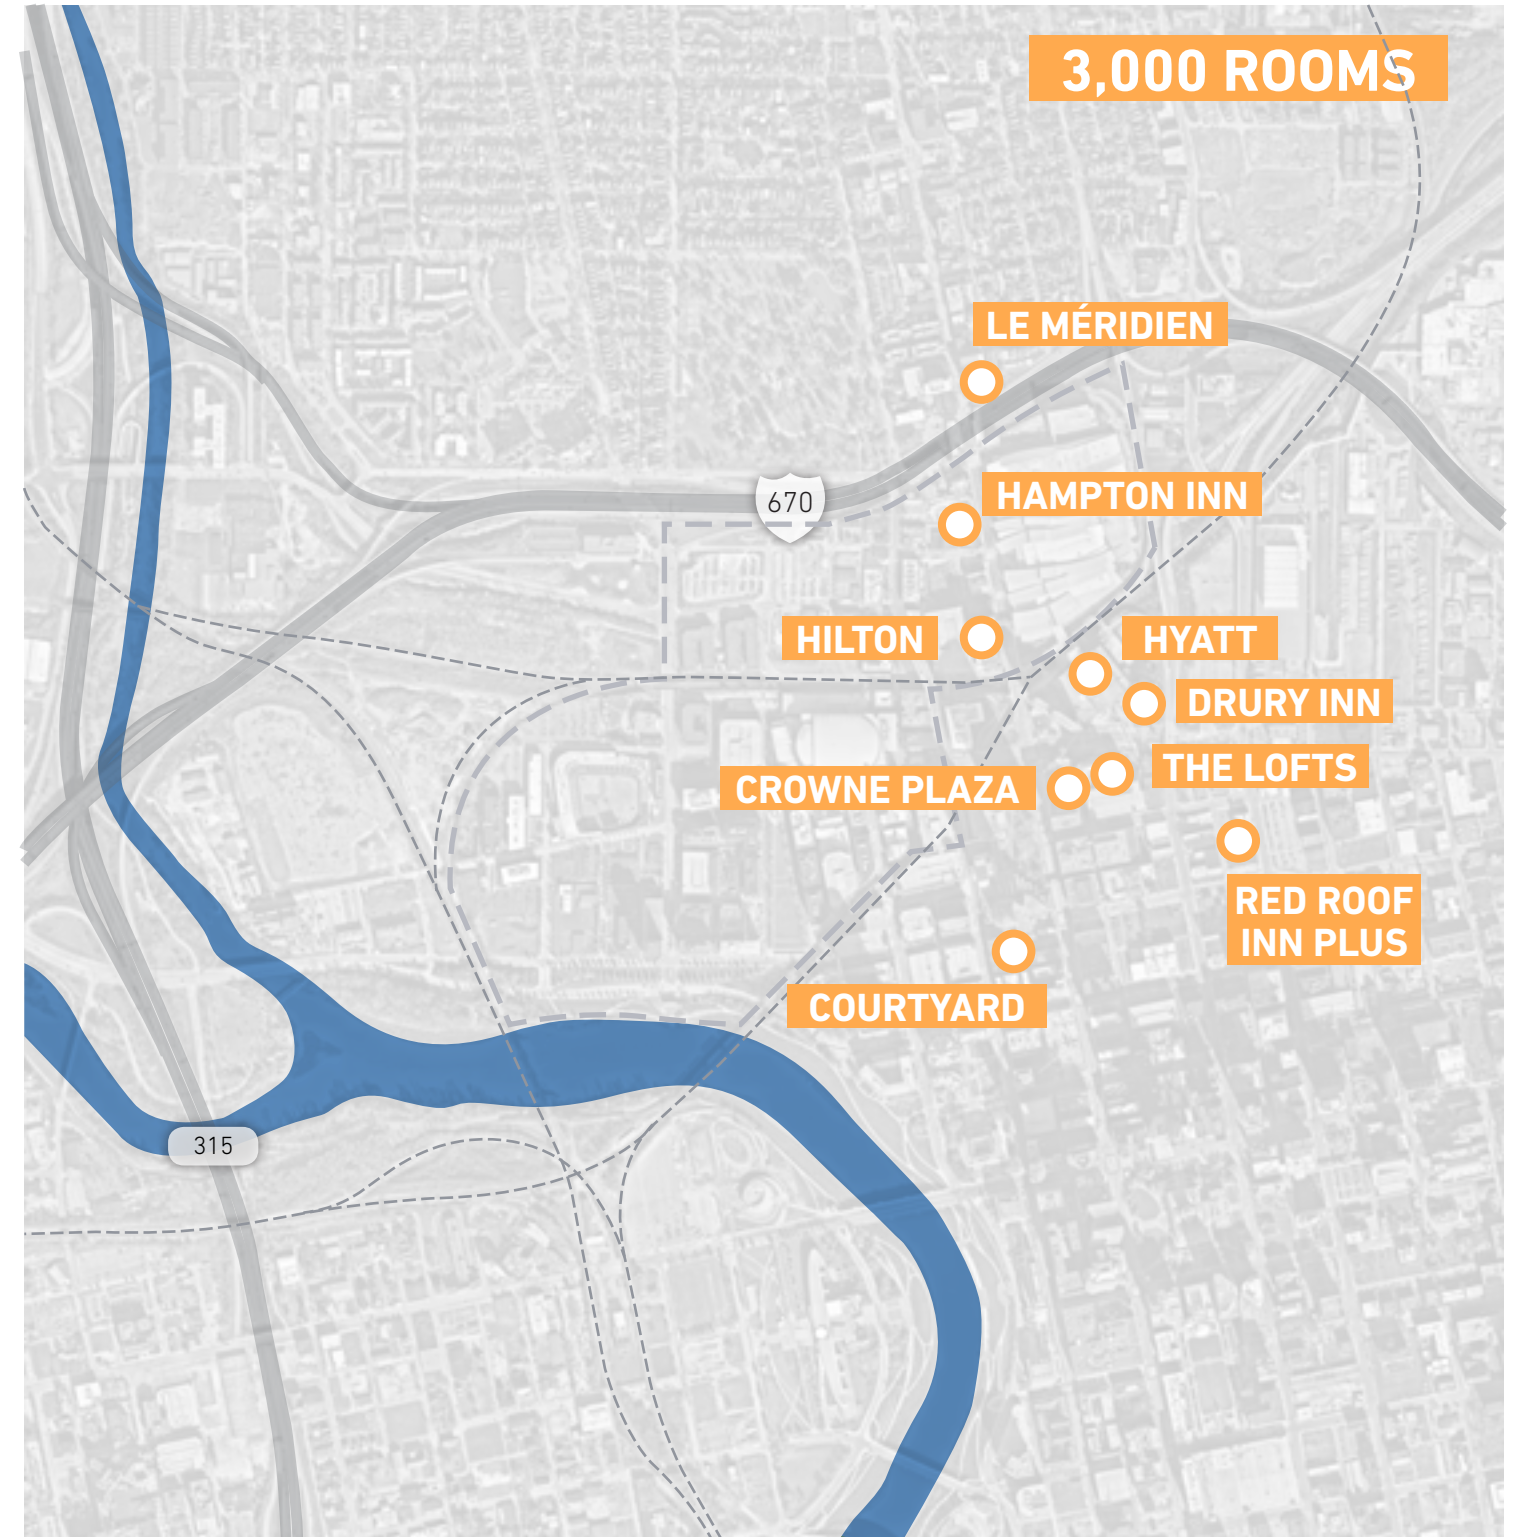 3,000 ROOMS
LE MÉRIDIEN
HAMPTON INN
670
HILTON
HYATT
DRURY INN
THE LOFTS
CROWNE PLAZA
RED ROOF
INN PLUS
COURTYARD
315